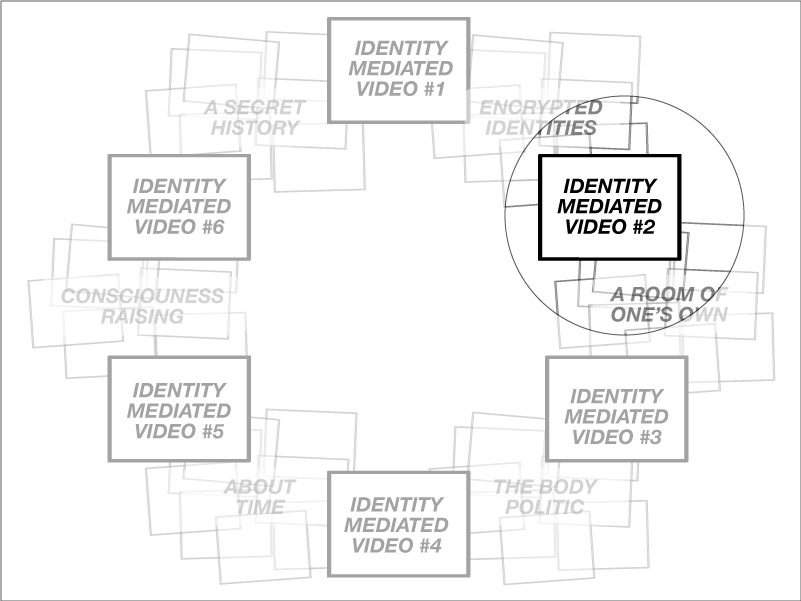 IDENTITY
MEDIATED
VIDEO #1
A SECRET
HISTORY
ENCRYPTED
IDENTITIES
IDENTITY
MEDIATED
VIDEO #6
IDENTITY
MEDIATED
VIDEO #2
CONSCIOUNESS
RAISING
A ROOM OF
ONE'S OWN
IDENTITY
MEDIATED
VIDEO #5
IDENTITY
MEDIATED
VIDEO #3
ABOUT
TIME
IDENTITY
MEDIATED
VIDEO #4
THE BODY
POLITIC